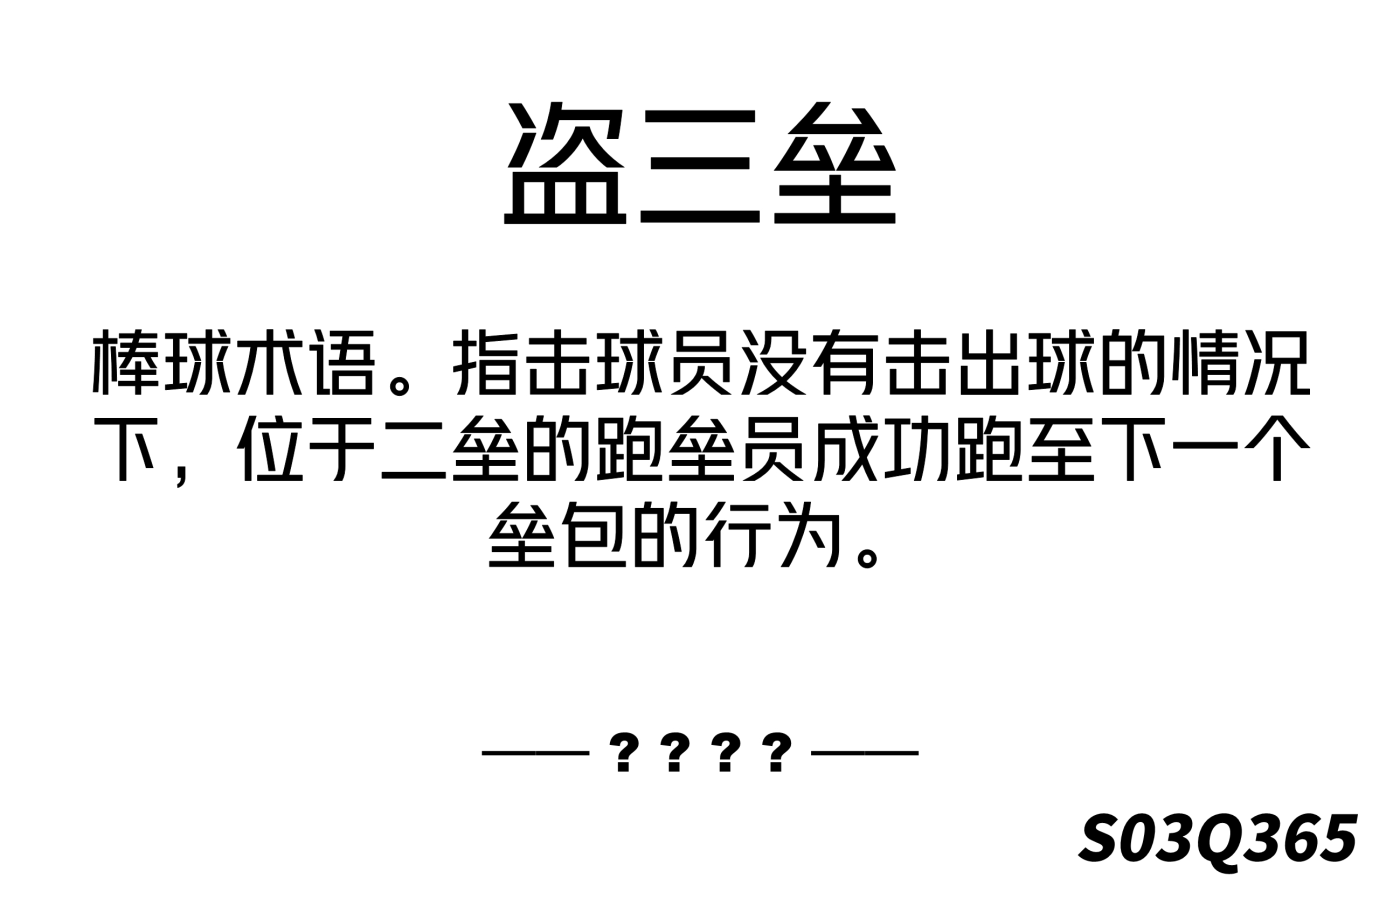 盗三垒
棒球术语。指击球员没有击出球的情况
下，位于二垒的跑垒员成功跑至下一个
垒包的行为。
——????——
S03Q365